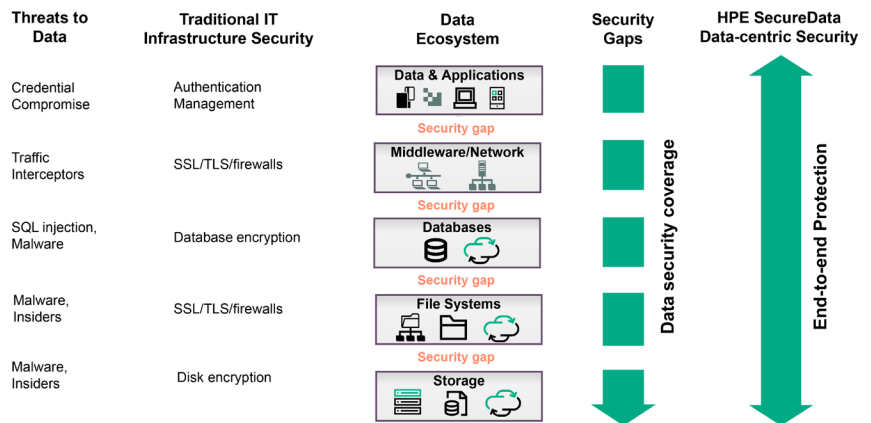 Threats to
Data
Traditional IT
Infrastructure Security
Data
Ecosystem
Security
Gaps
HPE SecureData
Data-centric Security
Credential
Compromise
Authentication
Management
Data & Applications
Security gap
Traffic
Interceptors
SSL/TLS/firewalls
Middleware/Network
Security gap
SQL injection,
Malware
Database encryption
Databases
Security gap
Malware,
Insiders
SSL/TLS/firewalls
File Systems
Security gap
Malware,
Insiders
Disk encryption
Storage
Data security coverage
End-to-end Protection